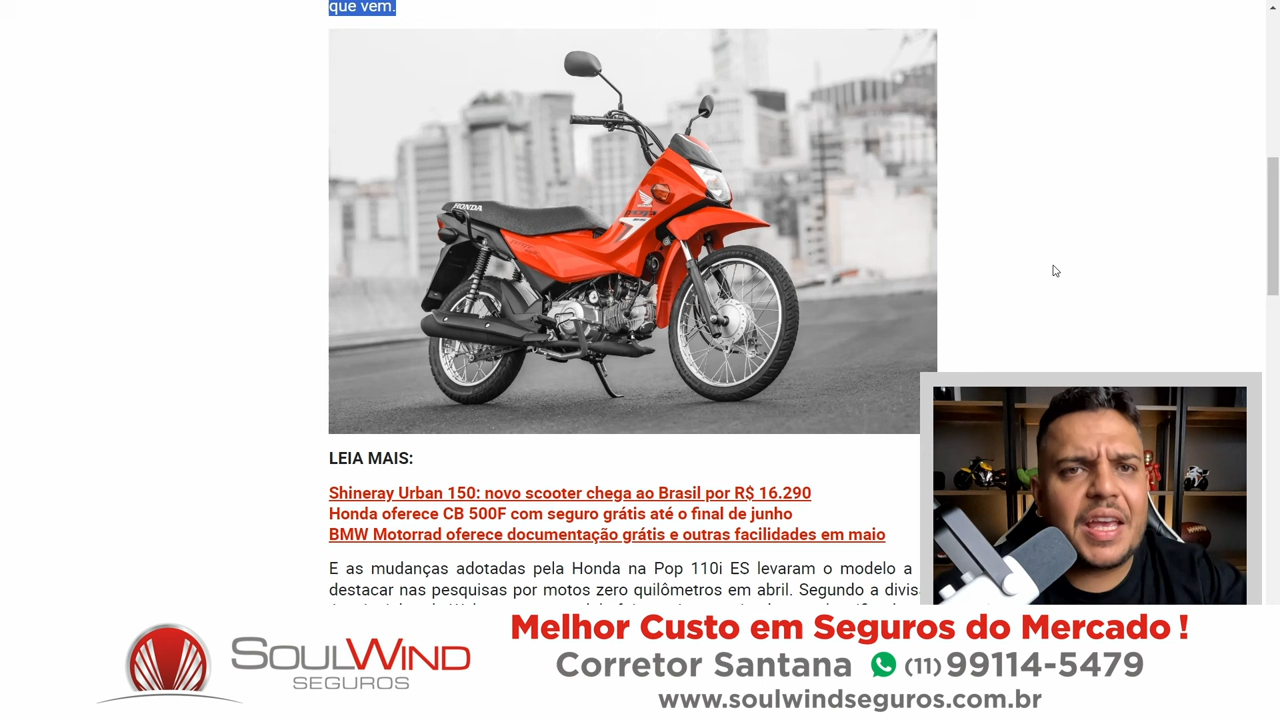 que vem.
HONDA
LEIA MAIS:
Shineray Urban 150: novo scooter chega ao Brasil por R$ 16.290
Honda oferece CB 500F com seguro grátis até o final de junho
BMW Motorrad oferece documentação grátis e outras facilidades em maio
E as mudanças adotadas pela Honda na Pop 110i ES levaram o modelo a
destacar nas pesquisas por motos zero quilômetros em abril. Segundo a
SOULWIND
SEGUROS
Melhor Custo em Seguros do Mercado !
Corretor Santana (11) 99114-5479
www.soulwindseguros.com.br